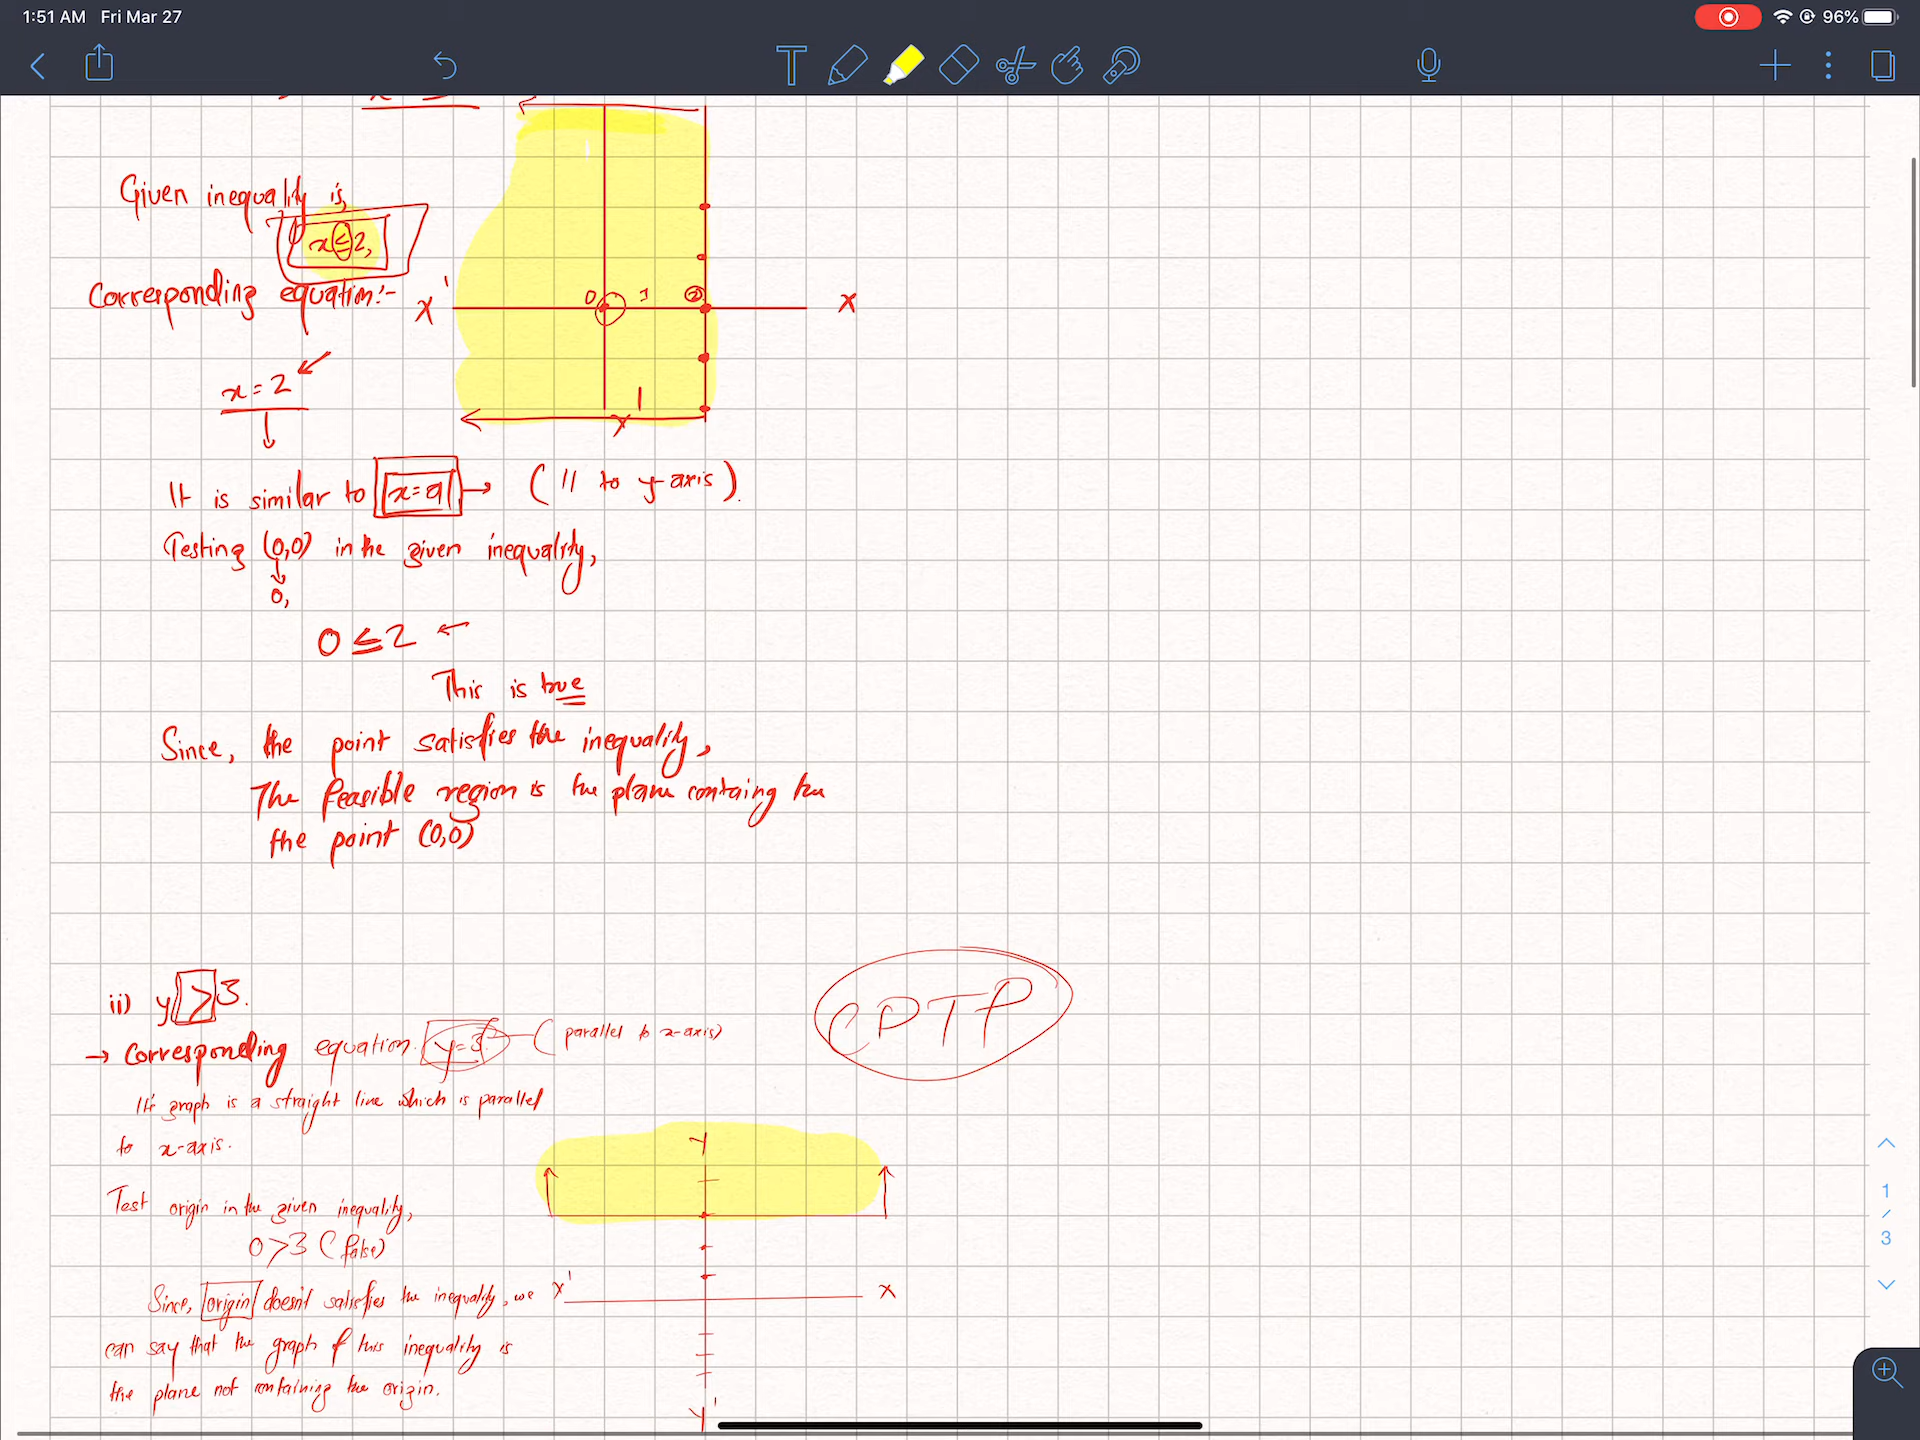 1:51 AM Fri Mar 27
96%
Given inequality is,
x≤2,
Corresponding equation:-
X'
0
1
2
X
x=2
It is similar to x=a → (// to y-axis).
Testing (0,0) in the given inequality,
0,
0 ≤ 2 ←
This is true
Since, the point satisfies the inequality,
The feasible region is the plane containg the
the point (0,0)
ii) y > 3.
CPTP
→ Corresponding equation. y=3. (parallel to x-axis)
It's graph is a straight line which is parallel
to x-axis.
Y
Test origin in the given inequality,
0>3 (false)
Since, origin doesn't satisfies the inequality, we
X'
X
can say that the graph of this inequality is
the plane not containing the origin.
Y'
1
/
3